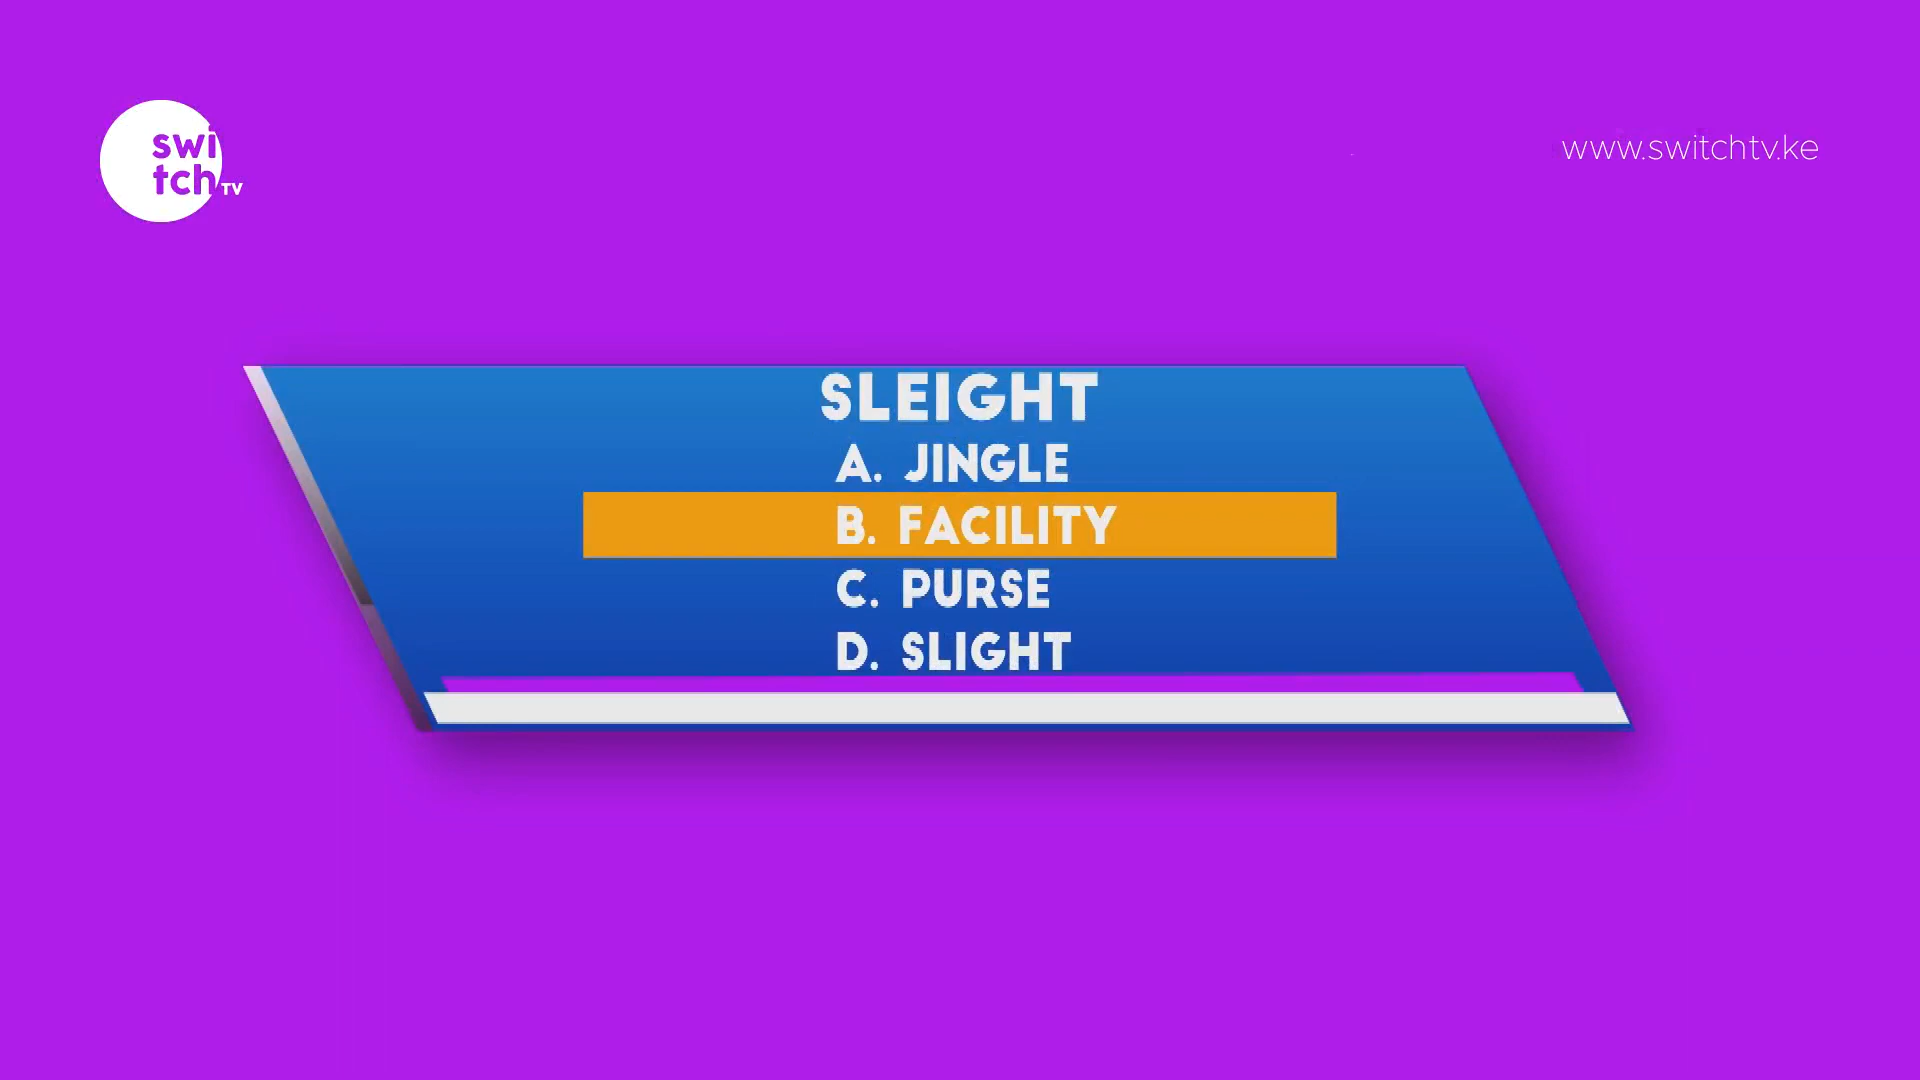 swi
tch TV
www.switchtv.ke
SLEIGHT
A. JINGLE
B. FACILITY
C. PURSE
D. SLIGHT